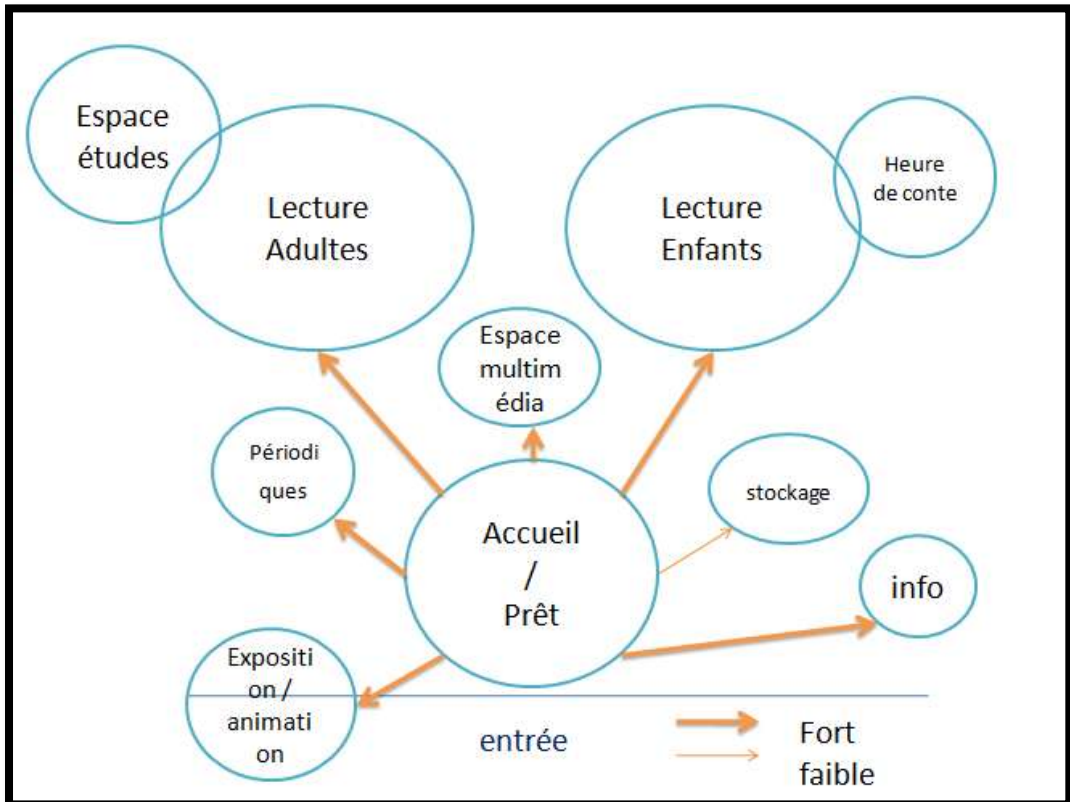 Espace
études
Lecture
Adultes
Lecture
Enfants
Heure
de conte
Espace
multim
édia
Périodi
ques
stockage
Accueil
/
Prêt
info
Expositi
on /
animati
on
entrée
Fort
faible